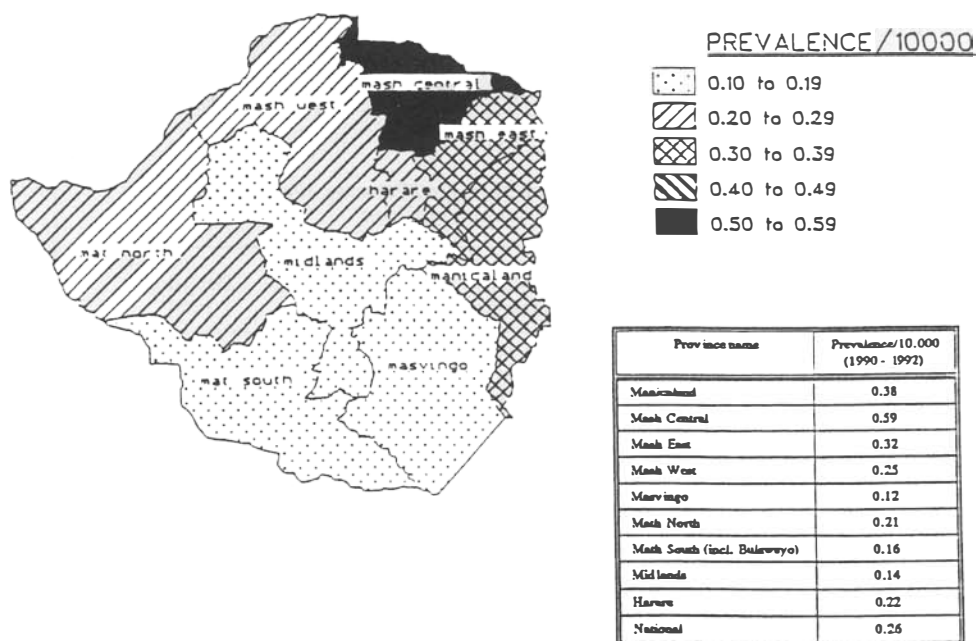 PREVALENCE/10000
0.10 to 0.19
0.20 to 0.29
0.30 to 0.39
0.40 to 0.49
0.50 to 0.59
mash central
mash west
mash east
harare
mat north
midlands
manicaland
mat south
masvingo
Province name Prevalence/10.000
(1990 - 1992)
Manicaland 0.38
Mash Central 0.59
Mash East 0.32
Mash West 0.25
Masvingo 0.12
Math North 0.21
Math South (incl. Bulawayo) 0.16
Midlands 0.14
Harare 0.22
National 0.26